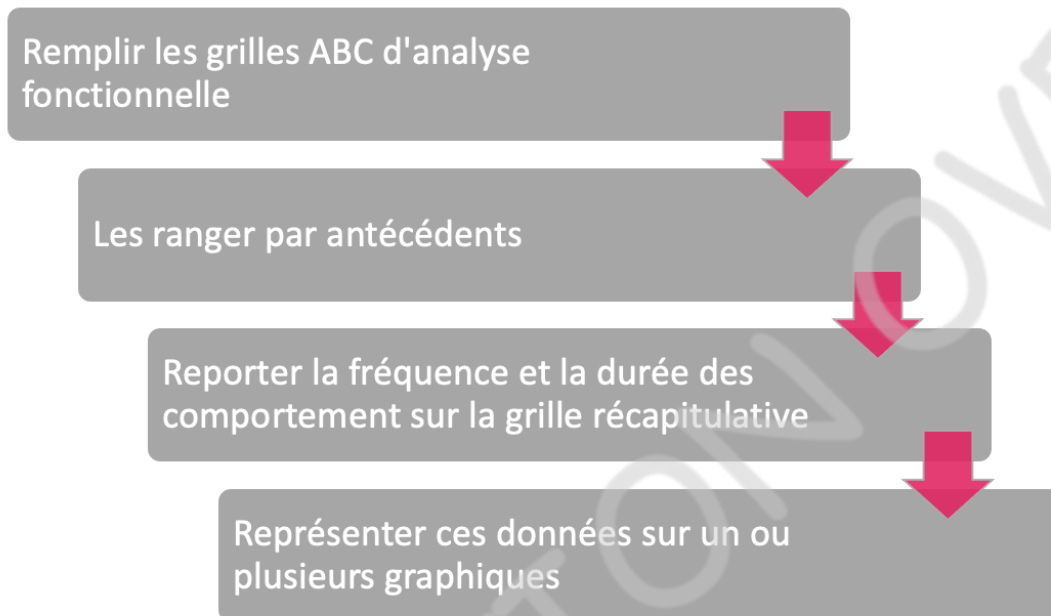 Remplir les grilles ABC d'analyse
fonctionnelle
Les ranger par antécédents
Reporter la fréquence et la durée des
comportement sur la grille récapitulative
Représenter ces données sur un ou
plusieurs graphiques